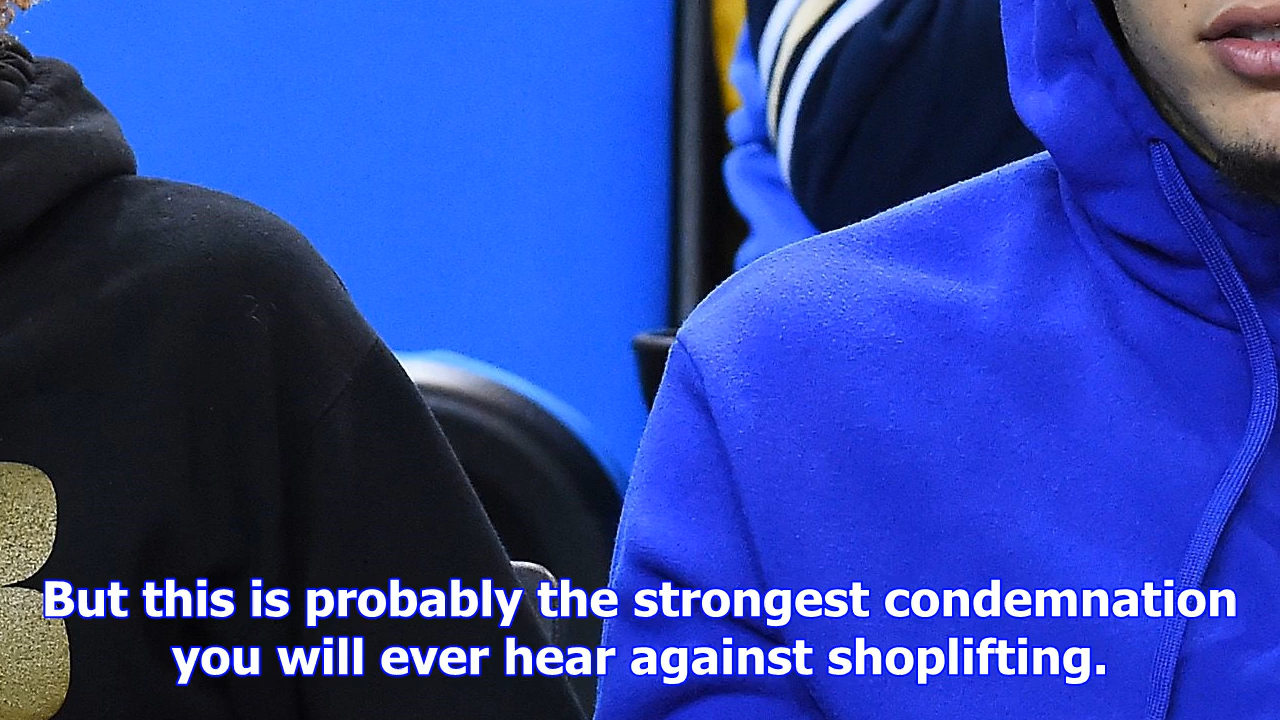 But this is probably the strongest condemnation
you will ever hear against shoplifting.